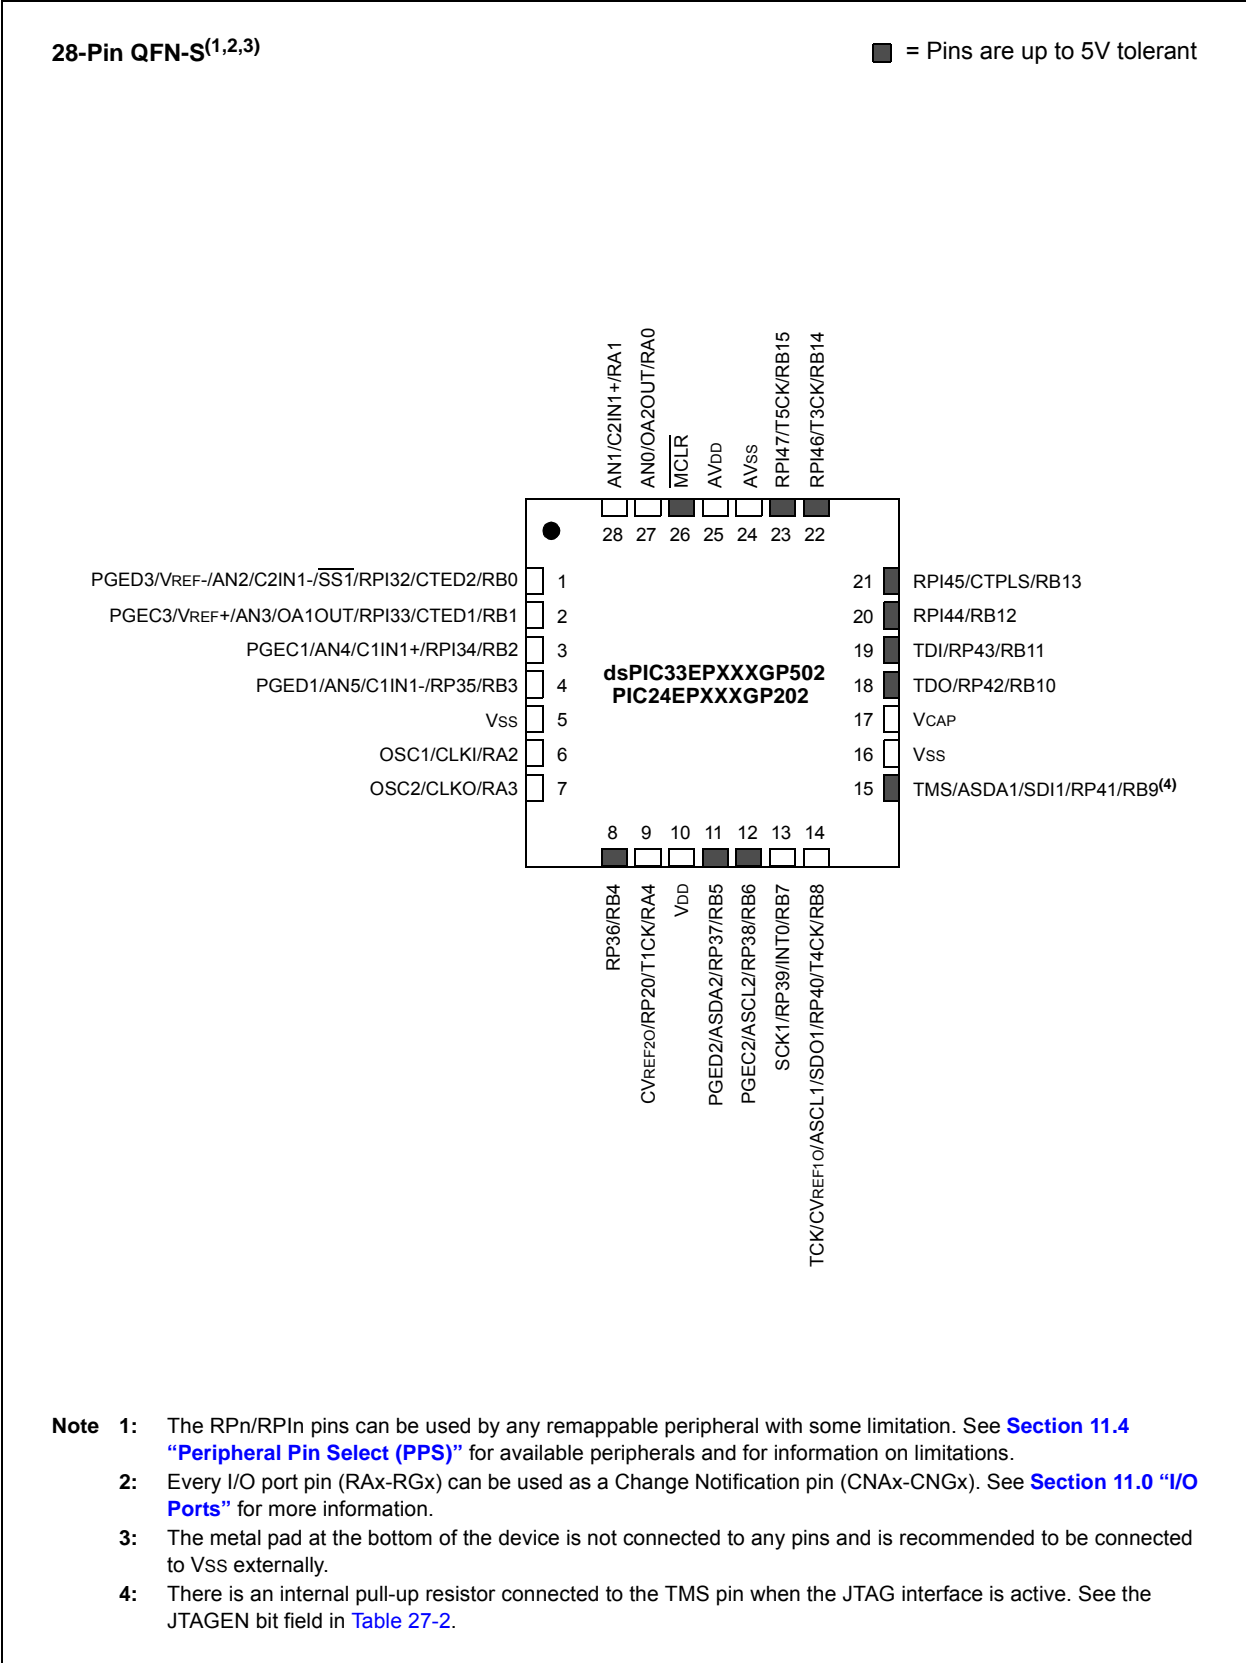 28-Pin QFN-S(1,2,3)
= Pins are up to 5V tolerant
AN1/C2IN1+/RA1
AN0/OA2OUT/RA0
MCLR
AVDD
AVSS
RPI47/T5CK/RB15
RPI46/T3CK/RB14
28 27 26 25 24 23 22
PGED3/VREF-/AN2/C2IN1-/SS1/RPI32/CTED2/RB0 1
PGEC3/VREF+/AN3/OA1OUT/RPI33/CTED1/RB1 2
PGEC1/AN4/C1IN1+/RPI34/RB2 3
PGED1/AN5/C1IN1-/RP35/RB3 4
VSS 5
OSC1/CLKI/RA2 6
OSC2/CLKO/RA3 7
dsPIC33EPXXXGP502
PIC24EPXXXGP202
21 RPI45/CTPLS/RB13
20 RPI44/RB12
19 TDI/RP43/RB11
18 TDO/RP42/RB10
17 VCAP
16 VSS
15 TMS/ASDA1/SDI1/RP41/RB9(4)
8 9 10 11 12 13 14
RP36/RB4
CVREF2O/RP20/T1CK/RA4
VDD
PGED2/ASDA2/RP37/RB5
PGEC2/ASCL2/RP38/RB6
SCK1/RP39/INT0/RB7
TCK/CVREF1O/ASCL1/SDO1/RP40/T4CK/RB8
Note 1: The RPn/RPIn pins can be used by any remappable peripheral with some limitation. See Section 11.4
“Peripheral Pin Select (PPS)” for available peripherals and for information on limitations.
2: Every I/O port pin (RAx-RGx) can be used as a Change Notification pin (CNAx-CNGx). See Section 11.0 “I/O
Ports” for more information.
3: The metal pad at the bottom of the device is not connected to any pins and is recommended to be connected
to VSS externally.
4: There is an internal pull-up resistor connected to the TMS pin when the JTAG interface is active. See the
JTAGEN bit field in Table 27-2.